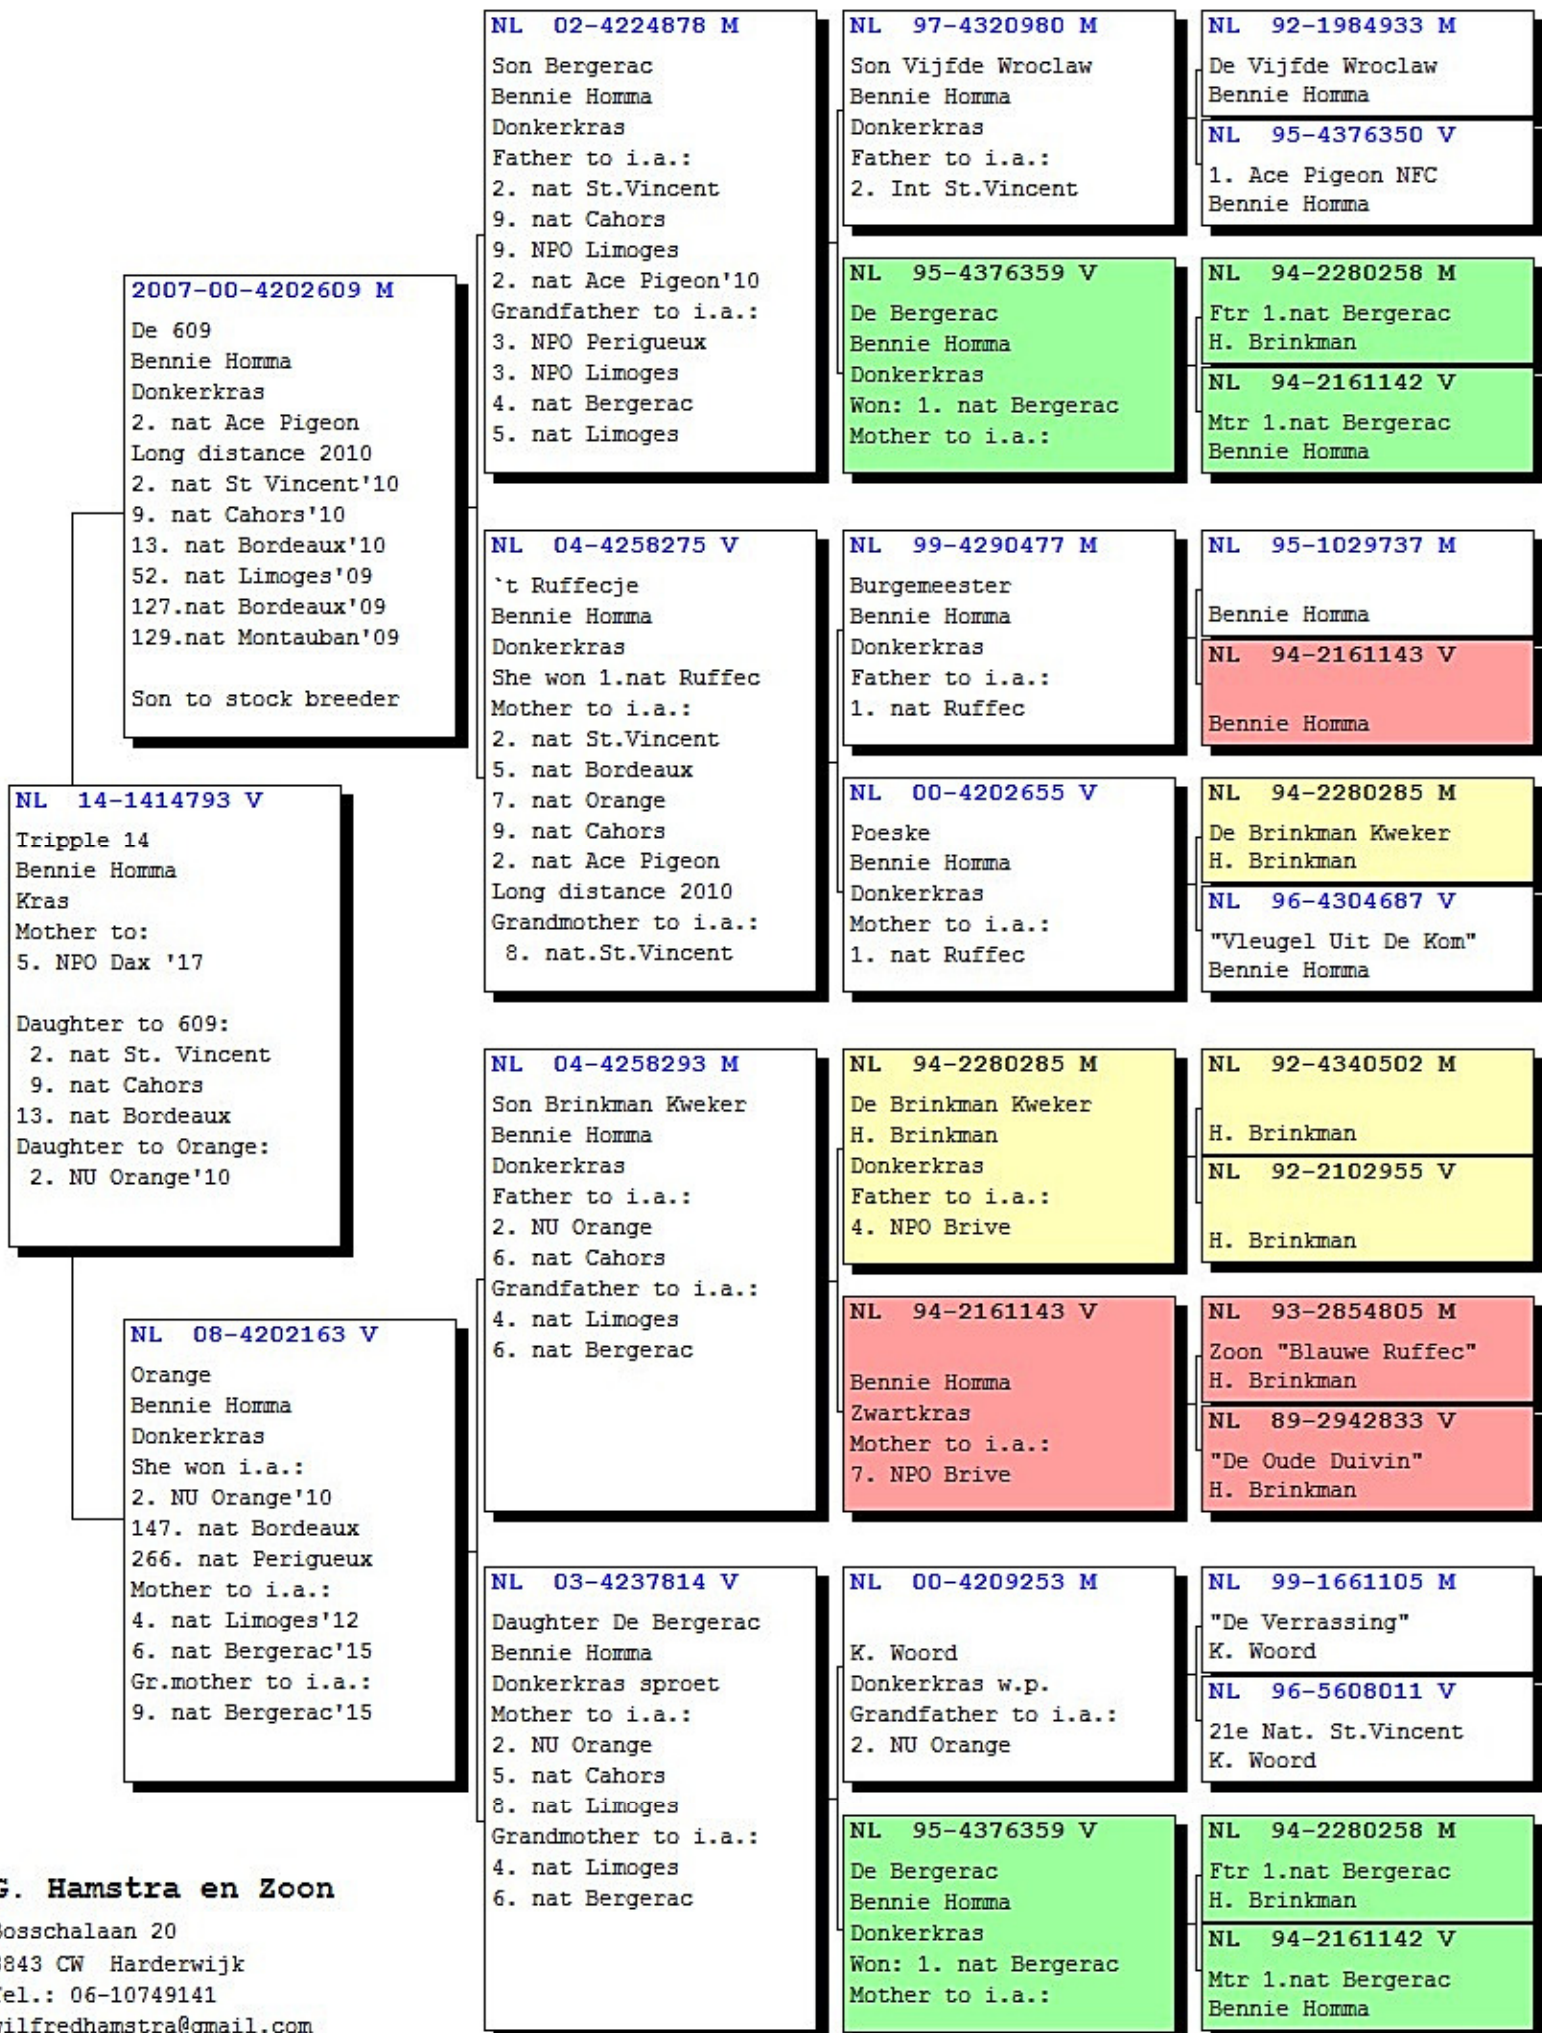 NL 14-1414793 V
Tripple 14
Bennie Homma
Kras
Mother to:
5. NPO Dax '17
Daughter to 609:
2. nat St. Vincent
9. nat Cahors
13. nat Bordeaux
Daughter to Orange:
2. NU Orange'10
2007-00-4202609 M
De 609
Bennie Homma
Donkerkras
2. nat Ace Pigeon
Long distance 2010
2. nat St Vincent'10
9. nat Cahors'10
13. nat Bordeaux'10
52. nat Limoges'09
127.nat Bordeaux'09
129.nat Montauban'09
Son to stock breeder
NL 08-4202163 V
Orange
Bennie Homma
Donkerkras
She won i.a.:
2. NU Orange'10
147. nat Bordeaux
266. nat Perigueux
Mother to i.a.:
4. nat Limoges'12
6. nat Bergerac'15
Gr.mother to i.a.:
9. nat Bergerac'15
NL 02-4224878 M
Son Bergerac
Bennie Homma
Donkerkras
Father to i.a.:
2. nat St.Vincent
9. nat Cahors
9. NPO Limoges
2. nat Ace Pigeon'10
Grandfather to i.a.:
3. NPO Perigueux
3. NPO Limoges
4. nat Bergerac
5. nat Limoges
NL 04-4258275 V
`t Ruffecje
Bennie Homma
Donkerkras
She won 1.nat Ruffec
Mother to i.a.:
2. nat St.Vincent
5. nat Bordeaux
7. nat Orange
9. nat Cahors
2. nat Ace Pigeon
Long distance 2010
Grandmother to i.a.:
8. nat.St.Vincent
NL 04-4258293 M
Son Brinkman Kweker
Bennie Homma
Donkerkras
Father to i.a.:
2. NU Orange
6. nat Cahors
Grandfather to i.a.:
4. nat Limoges
6. nat Bergerac
NL 03-4237814 V
Daughter De Bergerac
Bennie Homma
Donkerkras sproet
Mother to i.a.:
2. NU Orange
5. nat Cahors
8. nat Limoges
Grandmother to i.a.:
4. nat Limoges
6. nat Bergerac
NL 97-4320980 M
Son Vijfde Wroclaw
Bennie Homma
Donkerkras
Father to i.a.:
2. Int St.Vincent
NL 95-4376359 V
De Bergerac
Bennie Homma
Donkerkras
Won: 1. nat Bergerac
Mother to i.a.:
NL 99-4290477 M
Burgemeester
Bennie Homma
Donkerkras
Father to i.a.:
1. nat Ruffec
NL 00-4202655 V
Poeske
Bennie Homma
Donkerkras
Mother to i.a.:
1. nat Ruffec
NL 94-2280285 M
De Brinkman Kweker
H. Brinkman
Donkerkras
Father to i.a.:
4. NPO Brive
NL 94-2161143 V
Bennie Homma
Zwartkras
Mother to i.a.:
7. NPO Brive
NL 00-4209253 M
K. Woord
Donkerkras w.p.
Grandfather to i.a.:
2. NU Orange
NL 95-4376359 V
De Bergerac
Bennie Homma
Donkerkras
Won: 1. nat Bergerac
Mother to i.a.:
NL 92-1984933 M
De Vijfde Wroclaw
Bennie Homma
NL 95-4376350 V
1. Ace Pigeon NFC
Bennie Homma
NL 94-2280258 M
Ftr 1.nat Bergerac
H. Brinkman
NL 94-2161142 V
Mtr 1.nat Bergerac
Bennie Homma
NL 95-1029737 M
Bennie Homma
NL 94-2161143 V
Bennie Homma
NL 94-2280285 M
De Brinkman Kweker
H. Brinkman
NL 96-4304687 V
"Vleugel Uit De Kom"
Bennie Homma
NL 92-4340502 M
H. Brinkman
NL 92-2102955 V
H. Brinkman
NL 93-2854805 M
Zoon "Blauwe Ruffec"
H. Brinkman
NL 89-2942833 V
"De Oude Duivin"
H. Brinkman
NL 99-1661105 M
"De Verrassing"
K. Woord
NL 96-5608011 V
21e Nat. St.Vincent
K. Woord
NL 94-2280258 M
Ftr 1.nat Bergerac
H. Brinkman
NL 94-2161142 V
Mtr 1.nat Bergerac
Bennie Homma
G. Hamstra en Zoon
Bosschalaan 20
3843 CW Harderwijk
Tel.: 06-10749141
wilfredhamstra@gmail.com